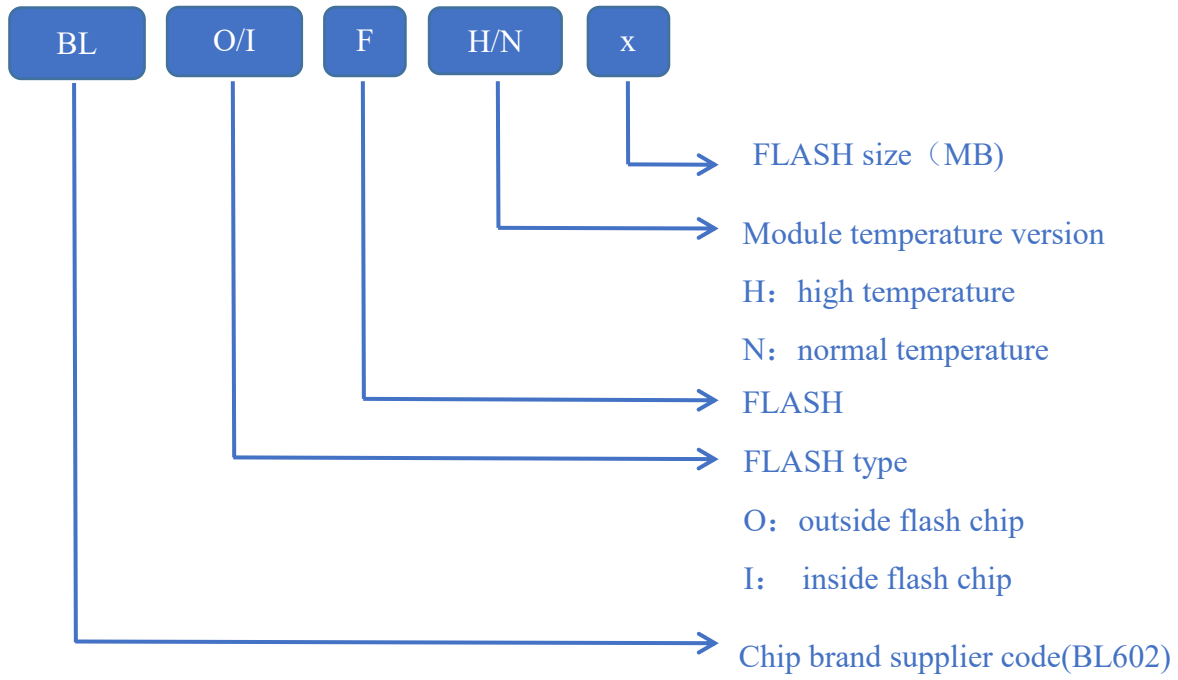 BL O/I F H/N x
FLASH size（MB)
Module temperature version
H：high temperature
N：normal temperature
FLASH
FLASH type
O：outside flash chip
I： inside flash chip
Chip brand supplier code(BL602)